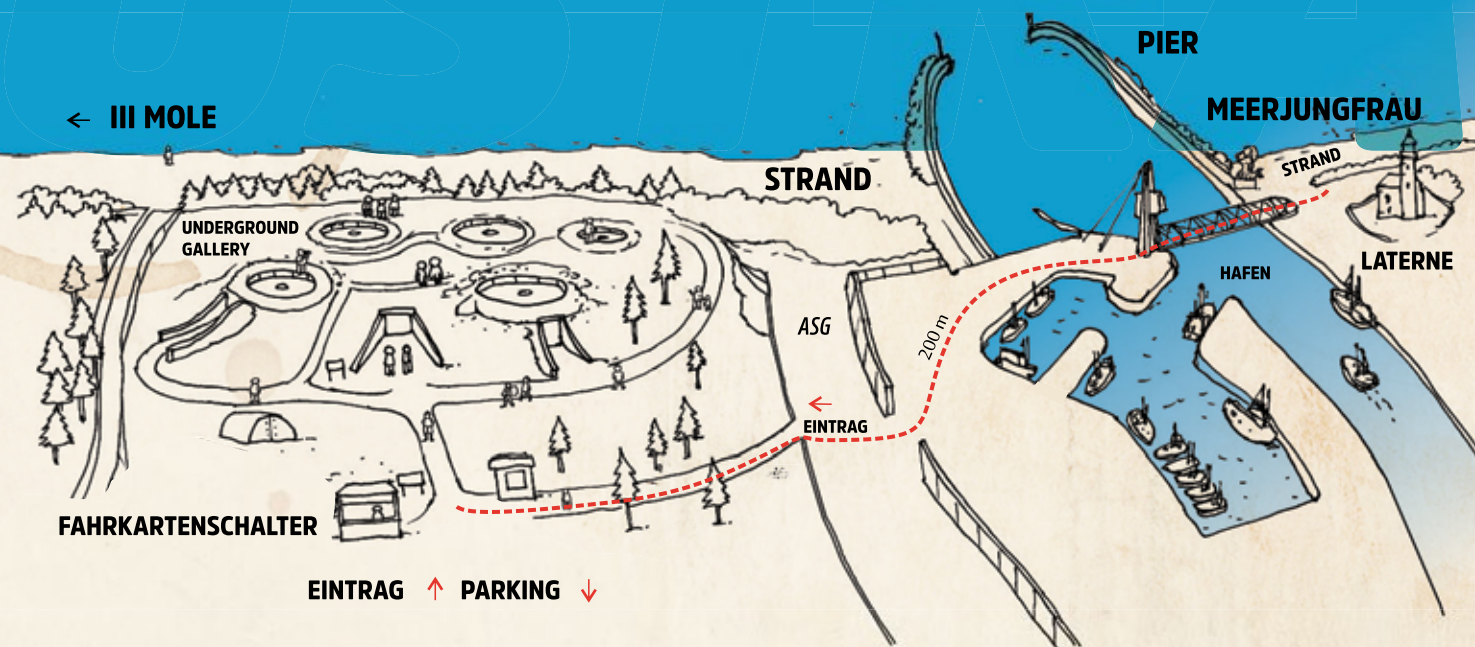 PIER
← III MOLE
MEERJUNGFRAU
STRAND
STRAND
UNDERGROUND
GALLERY
LATERNE
HAFEN
ASG
200 m
← EINTRAG
FAHRKARTENSCHALTER
EINTRAG ↑ PARKING ↓